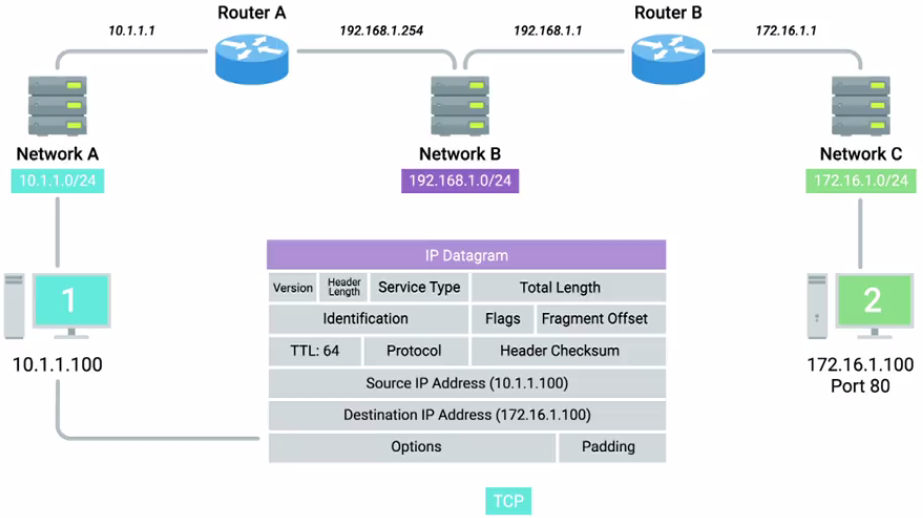 Router A
Router B
10.1.1.1
192.168.1.254
192.168.1.1
172.16.1.1
Network A
Network B
Network C
10.1.1.0/24
192.168.1.0/24
172.16.1.0/24
IP Datagram
Version
Header
Length
Service Type
Total Length
Identification
Flags
Fragment Offset
TTL: 64
Protocol
Header Checksum
Source IP Address (10.1.1.100)
Destination IP Address (172.16.1.100)
Options
Padding
1
10.1.1.100
2
172.16.1.100
Port 80
TCP